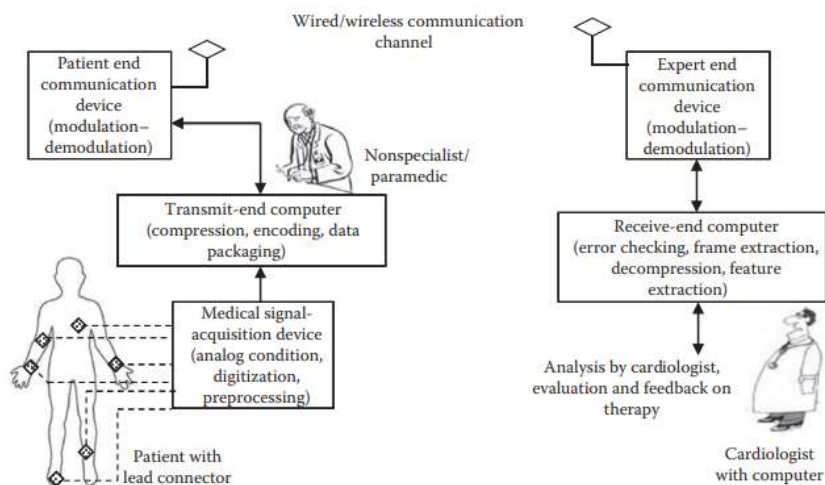 Wired/wireless communication
channel
Patient end
communication
device
(modulation–
demodulation)
Expert end
communication
device
(modulation–
demodulation)
Nonspecialist/
paramedic
Transmit-end computer
(compression, encoding, data
packaging)
Receive-end computer
(error checking, frame extraction,
decompression, feature
extraction)
Medical signal-
acquisition device
(analog condition,
digitization,
preprocessing)
Analysis by cardiologist,
evaluation and feedback on
therapy
Patient with
lead connector
Cardiologist
with computer